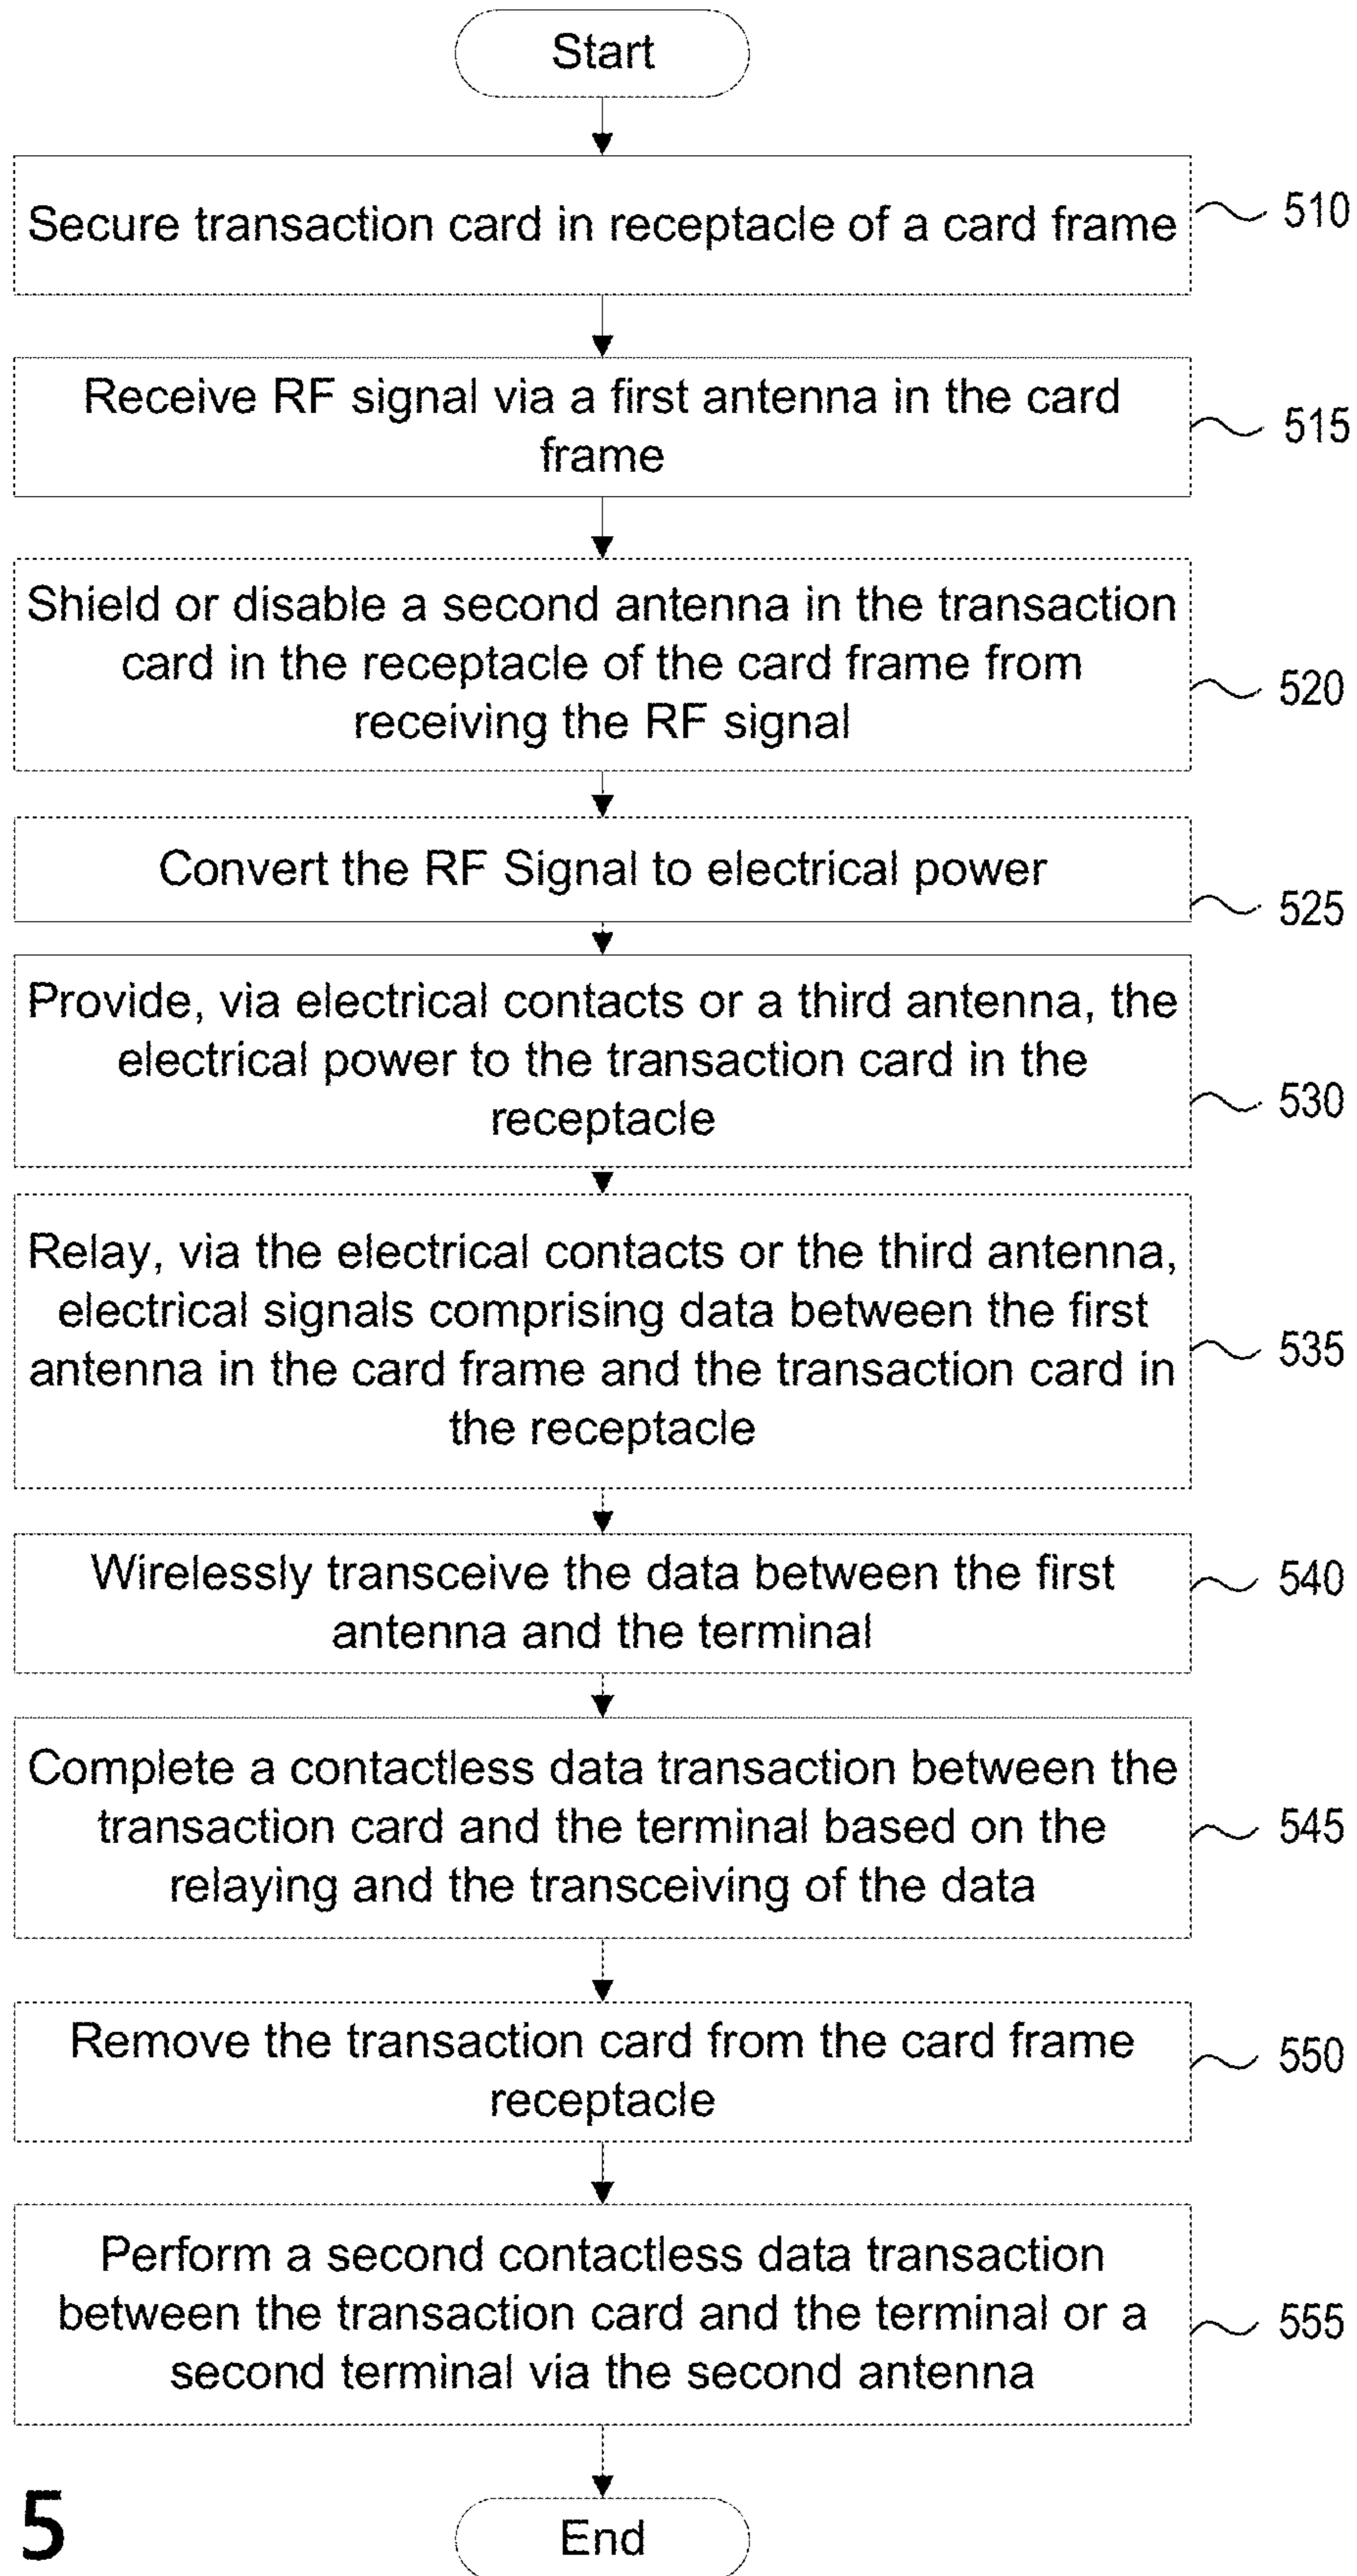 Start
Secure transaction card in receptacle of a card frame
510
Receive RF signal via a first antenna in the card
frame
515
Shield or disable a second antenna in the transaction
card in the receptacle of the card frame from
receiving the RF signal
520
Convert the RF Signal to electrical power
525
Provide, via electrical contacts or a third antenna, the
electrical power to the transaction card in the
receptacle
530
Relay, via the electrical contacts or the third antenna,
electrical signals comprising data between the first
antenna in the card frame and the transaction card in
the receptacle
535
Wirelessly transceive the data between the first
antenna and the terminal
540
Complete a contactless data transaction between the
transaction card and the terminal based on the
relaying and the transceiving of the data
545
Remove the transaction card from the card frame
receptacle
550
Perform a second contactless data transaction
between the transaction card and the terminal or a
second terminal via the second antenna
555
5
End